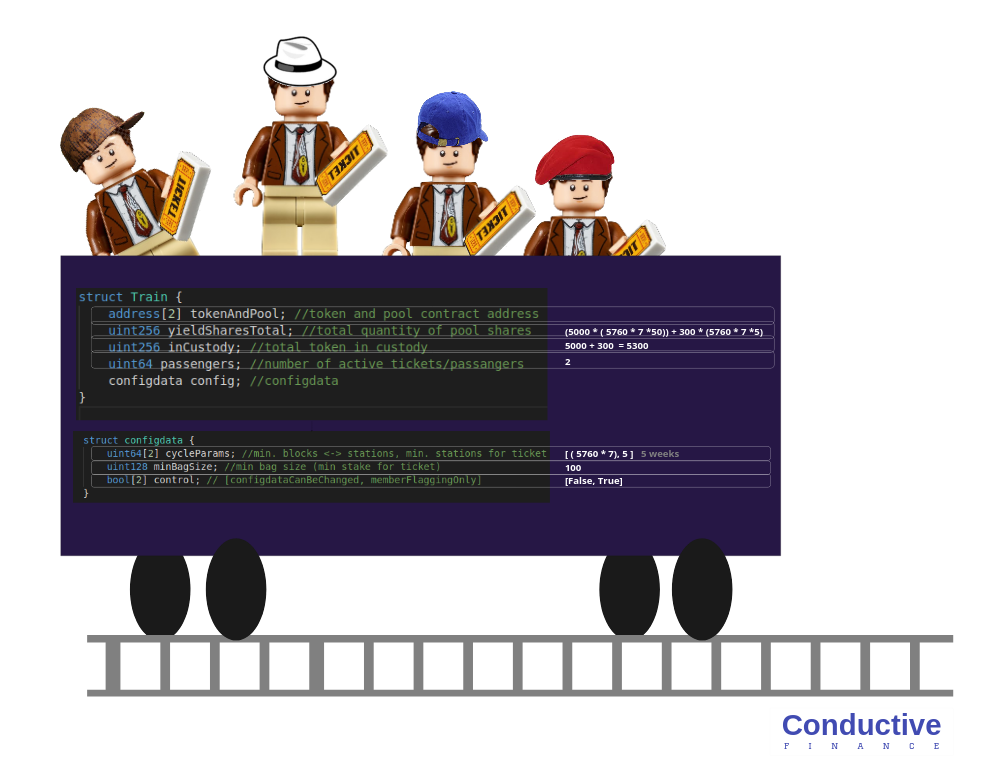 TICKET
TICKET
TICKET
TICKET
struct Train {
address[2] tokenAndPool; //token and pool contract address
uint256 yieldSharesTotal; //total quantity of pool shares (5000 * ( 5760 * 7 *50)) + 300 * (5760 * 7 *5)
uint256 inCustody; //total token in custody 5000 + 300 = 5300
uint64 passengers; //number of active tickets/passangers 2
configdata config; //configdata
}
struct configdata {
uint64[2] cycleParams; //min. blocks <-> stations, min. stations for ticket [ ( 5760 * 7), 5 ] 5 weeks
uint128 minBagSize; //min bag size (min stake for ticket) 100
bool[2] control; // [configdataCanBeChanged, memberFlaggingOnly] [False, True]
}
Conductive
FINANCE